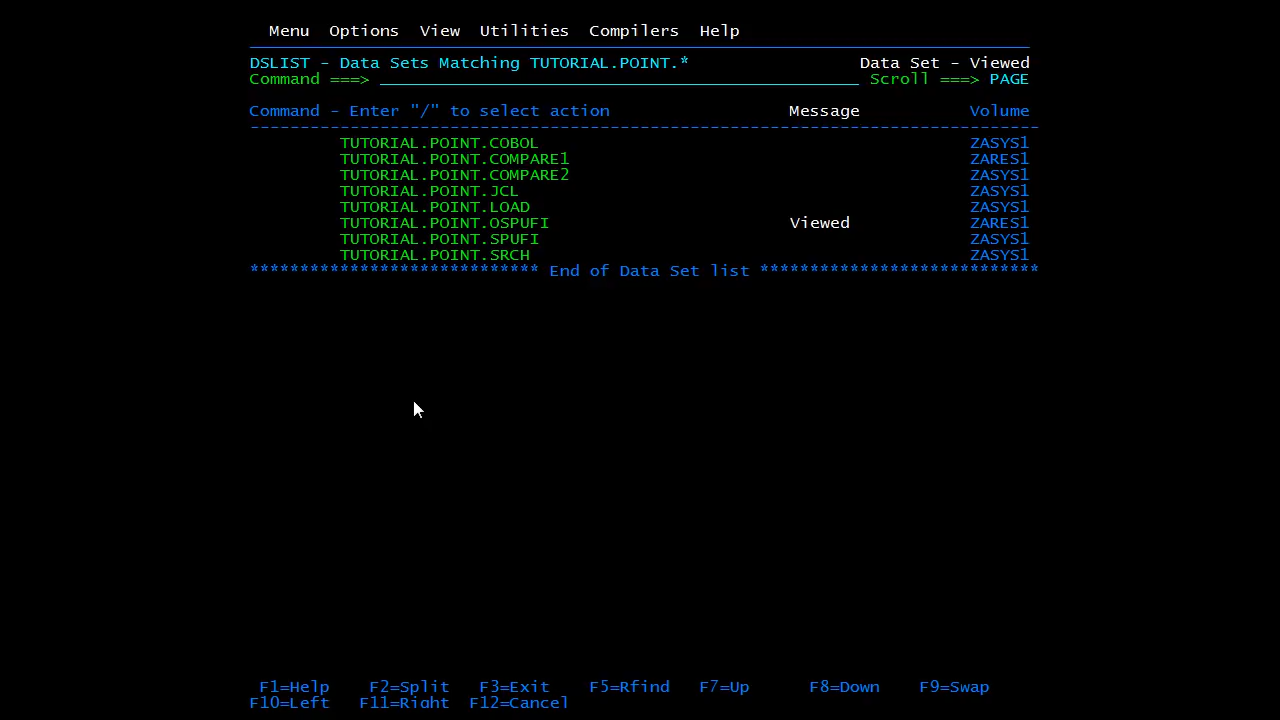 Menu Options View Utilities Compilers Help
DSLIST - Data Sets Matching TUTORIAL.POINT.* Data Set - Viewed
Command ===> Scroll ===> PAGE
Command - Enter "/" to select action Message Volume
-------------------------------------------------------------------------------
TUTORIAL.POINT.COBOL ZASYS1
TUTORIAL.POINT.COMPARE1 ZARES1
TUTORIAL.POINT.COMPARE2 ZASYS1
TUTORIAL.POINT.JCL ZASYS1
TUTORIAL.POINT.LOAD ZASYS1
TUTORIAL.POINT.OSPUFI Viewed ZARES1
TUTORIAL.POINT.SPUFI ZASYS1
TUTORIAL.POINT.SRCH ZASYS1
***************************** End of Data Set list ****************************
F1=Help F2=Split F3=Exit F5=Rfind F7=Up F8=Down F9=Swap
F10=Left F11=Right F12=Cancel